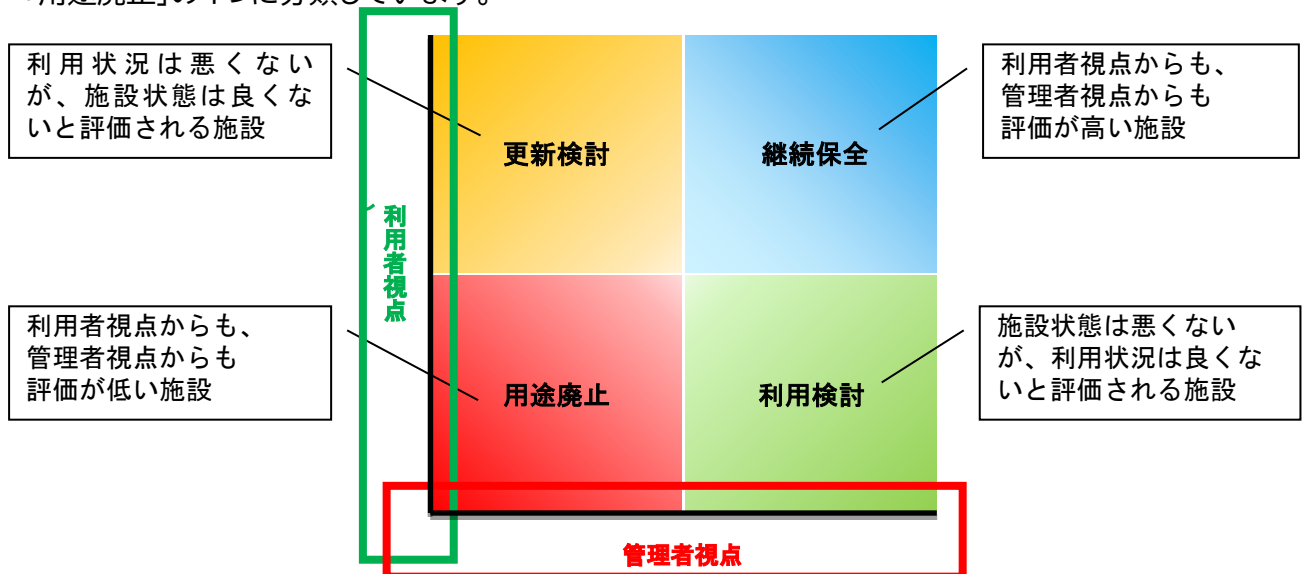 利用状況は悪くない
が、施設状態は良くな
いと評価される施設
利用者視点からも、
管理者視点からも
評価が高い施設
更新検討
継続保全
利用者視点
利用者視点からも、
管理者視点からも
評価が低い施設
施設状態は悪くない
が、利用状況は良くな
いと評価される施設
用途廃止
利用検討
管理者視点